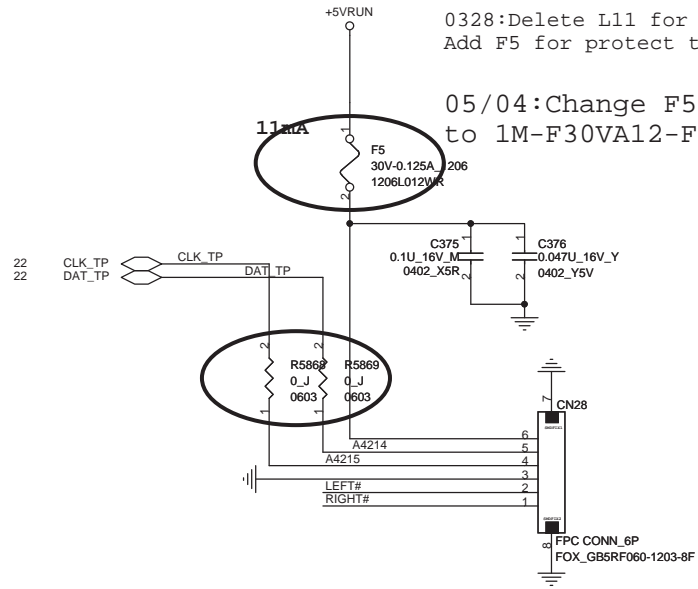 +5VRUN
0328:Delete L11 for
Add F5 for protect t
05/04:Change F5
to 1M-F30VA12-F
11mA
1
F5
30V-0.125A_1206
1206L012WR
2
22 CLK_TP CLK_TP
22 DAT_TP DAT_TP
1 C375
0.1U_16V_M
2 0402_X5R
1 C376
0.047U_16V_Y
2 0402_Y5V
2 R5868
0_J
1 0603
2 R5869
0_J
1 0603
7 CN28
6
A4214 5
A4215 4
3
LEFT# 2
RIGHT# 1
8 FPC CONN_6P
FOX_GB5RF060-1203-8F